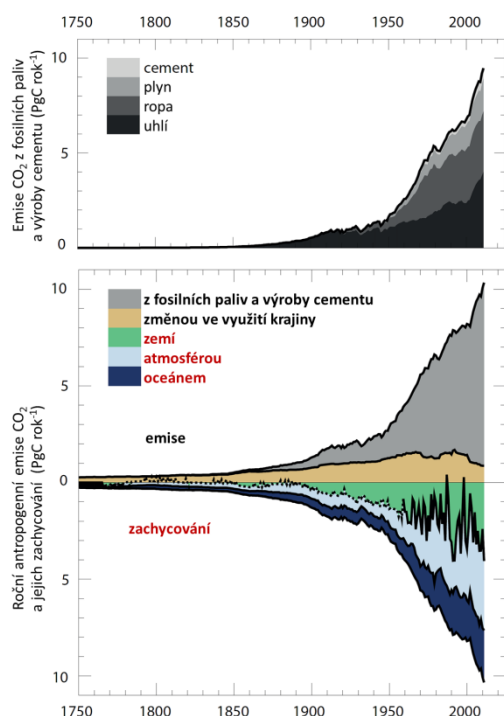 1750 1800 1850 1900 1950 2000
10
cement
plyn
ropa
uhlí
5
0
Emise CO2 z fosilních paliv
a výroby cementu (PgC rok-1)
10
z fosilních paliv a výroby cementu
změnou ve využití krajiny
zemí
atmosférou
oceánem
5
emise
0
zachycování
5
10
Roční antropogenní emise CO2
a jejich zachycování (PgC rok-1)
1750 1800 1850 1900 1950 2000